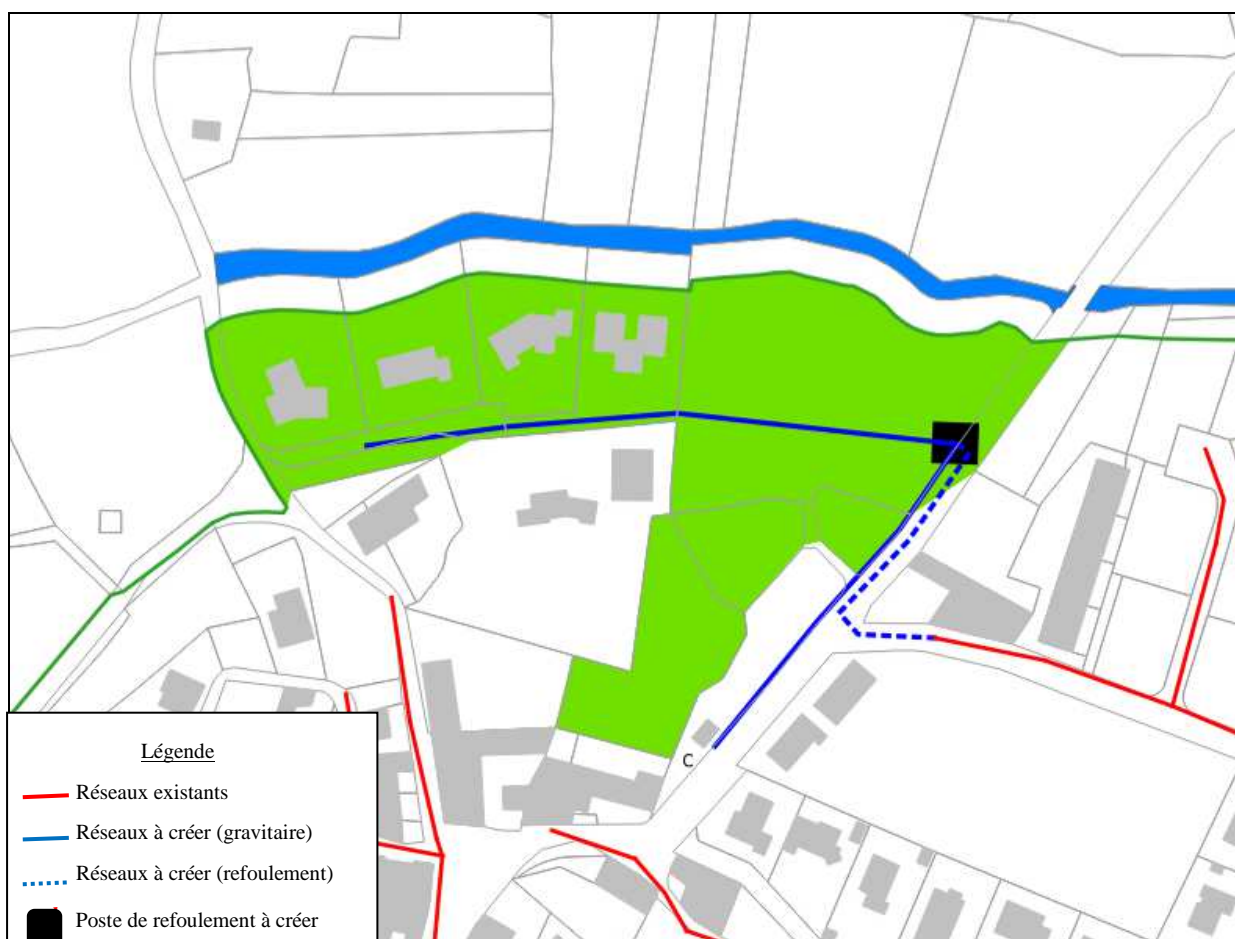 C
Légende
Réseaux existants
Réseaux à créer (gravitaire)
Réseaux à créer (refoulement)
Poste de refoulement à créer